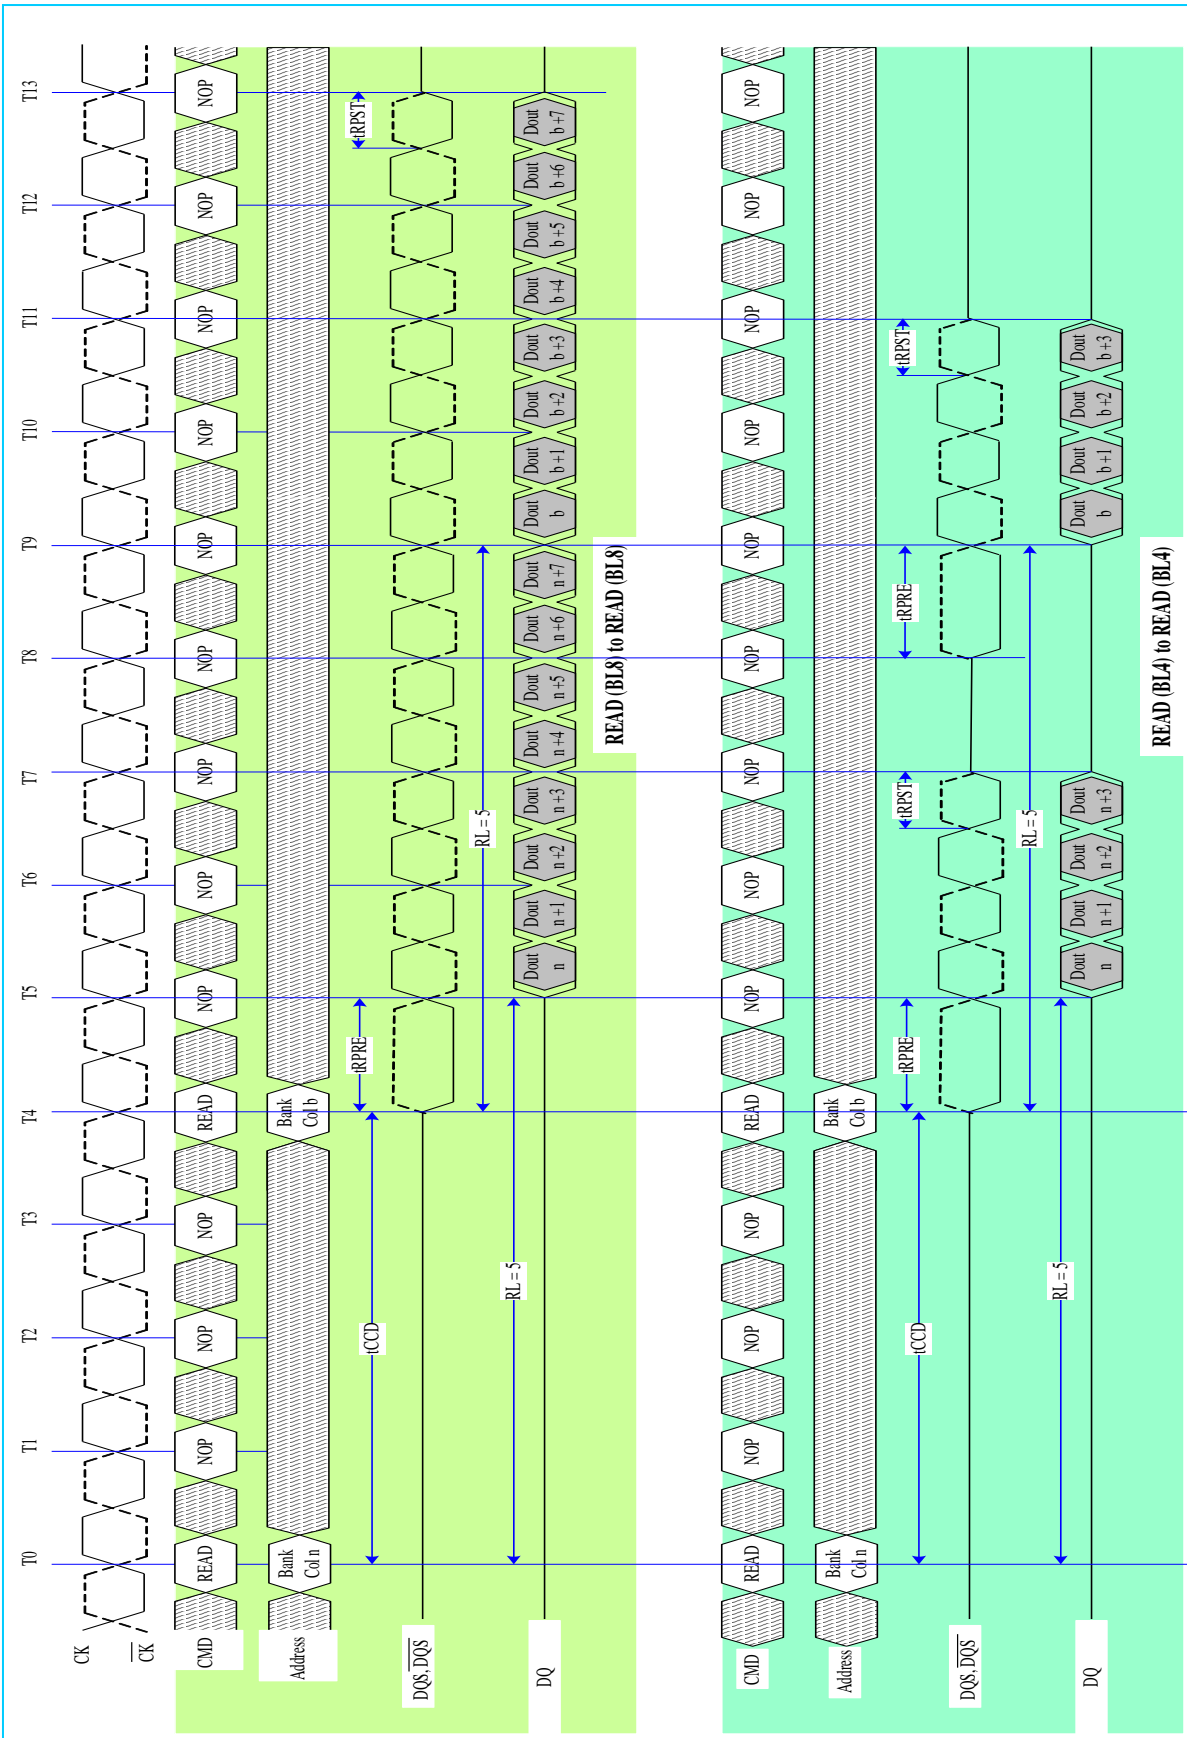 T0 T1 T2 T3 T4 T5 T6 T7 T8 T9 T10 T11 T12 T13
CK
CK
CMD READ NOP NOP NOP READ NOP NOP NOP NOP NOP NOP NOP NOP NOP
Address Bank Bank
Col n Col b
tCCD tRPRE tRPST
DQS, DQS
RL = 5
RL = 5
DQ Dout Dout Dout Dout Dout Dout Dout Dout Dout Dout Dout Dout Dout Dout Dout Dout
n n+1 n+2 n+3 n+4 n+5 n+6 n+7 b b+1 b+2 b+3 b+4 b+5 b+6 b+7
READ (BL8) to READ (BL8)
CMD READ NOP NOP NOP READ NOP NOP NOP NOP NOP NOP NOP NOP NOP
Address Bank Bank
Col n Col b
tRPRE tRPST tRPRE tRPST
tCCD
DQS, DQS
RL = 5
RL = 5
DQ Dout Dout Dout Dout Dout Dout Dout Dout
n n+1 n+2 n+3 b b+1 b+2 b+3
READ (BL4) to READ (BL4)